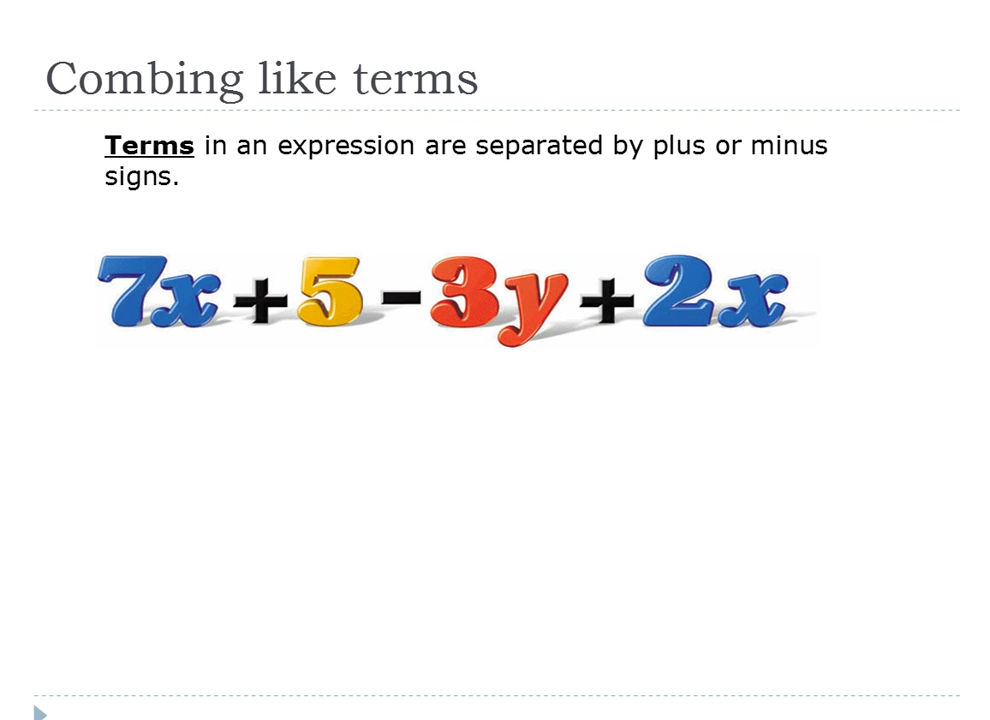 Combing like terms
Terms in an expression are separated by plus or minus
signs.
7x + 5 - 3y + 2x